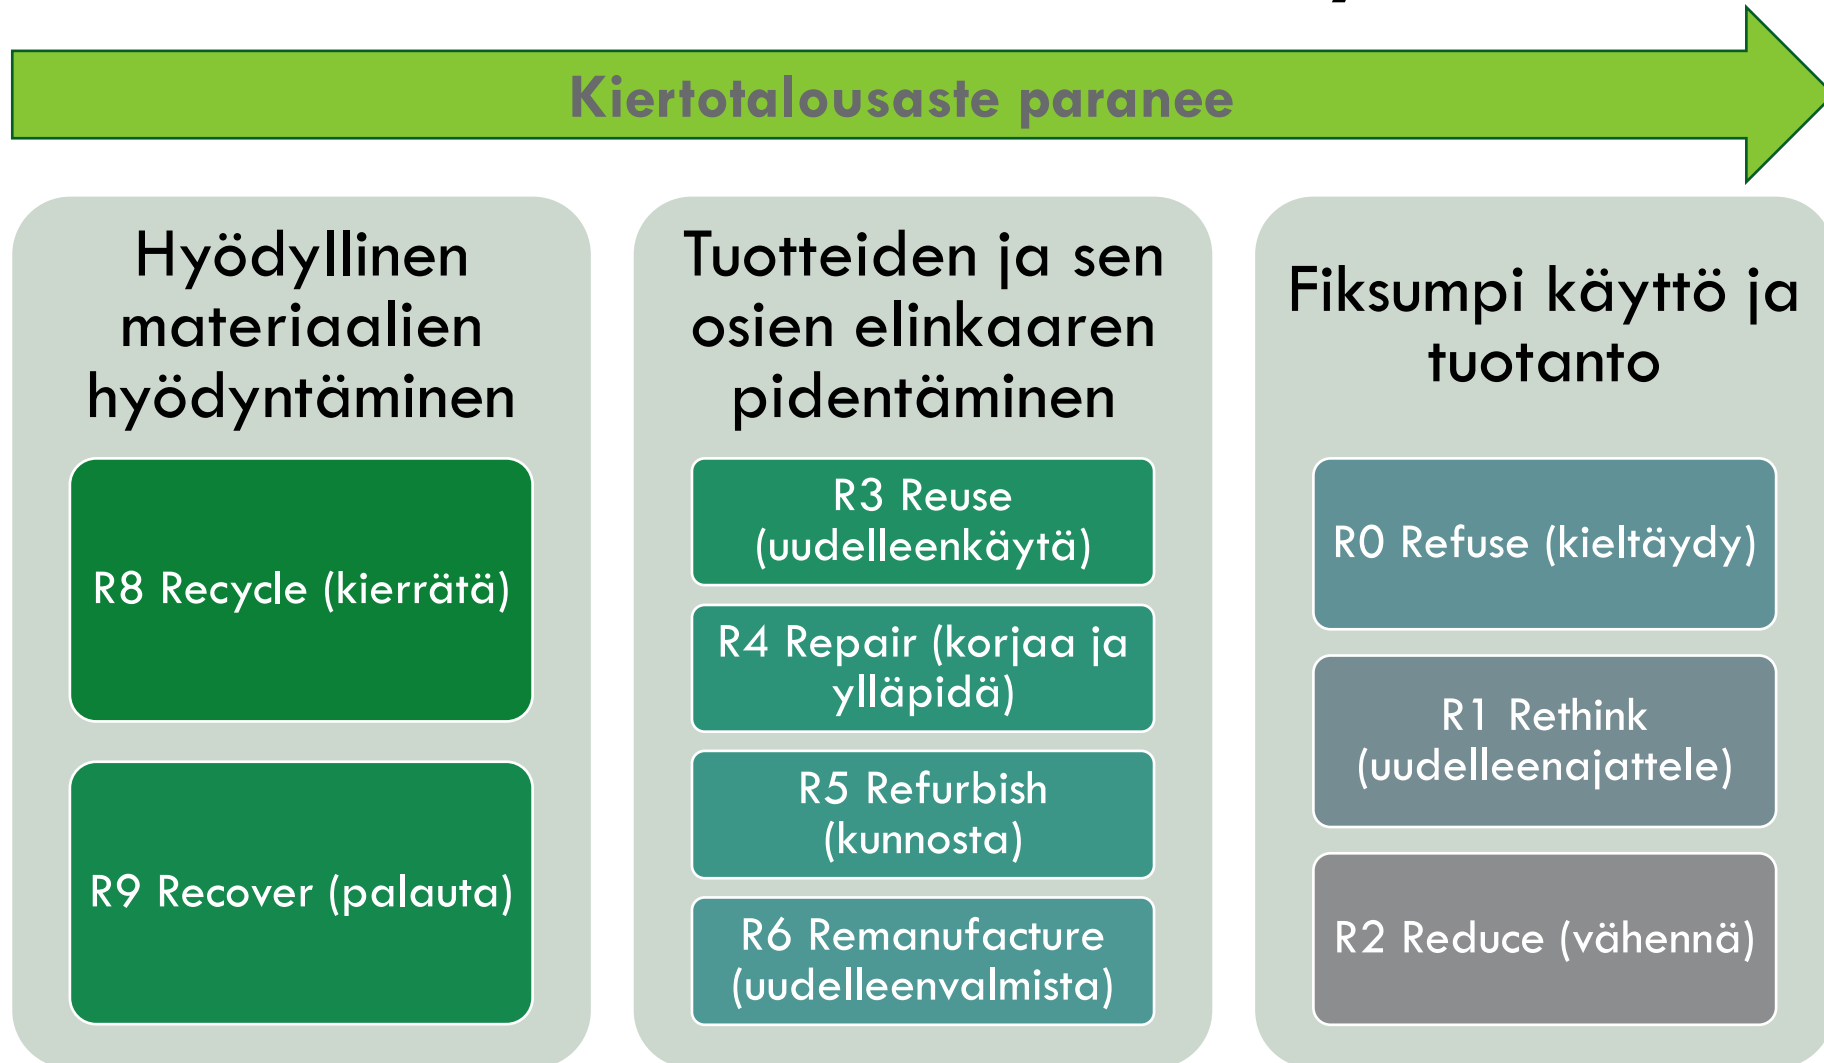 Kiertotalousaste paranee
Hyödyllinen
materiaalien
hyödyntäminen
R8 Recycle (kierrätä)
R9 Recover (palauta)
Tuotteiden ja sen
osien elinkaaren
pidentäminen
R3 Reuse
(uudelleenkäytä)
R4 Repair (korjaa ja
ylläpidä)
R5 Refurbish
(kunnosta)
R6 Remanufacture
(uudelleenvalmista)
Fiksumpi käyttö ja
tuotanto
R0 Refuse (kieltäydy)
R1 Rethink
(uudelleenajattele)
R2 Reduce (vähennä)